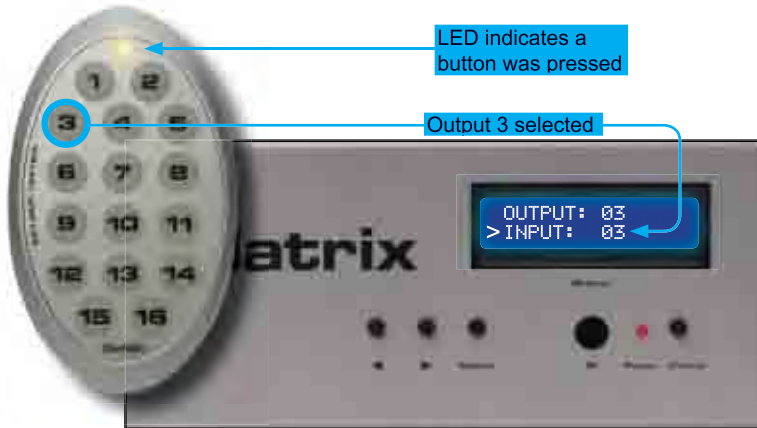 LED indicates a
button was pressed
1 2
3 4 5
Output 3 selected
6 7 8
OUTPUT: 03
>INPUT: 03
9 10 11
atrix
12 13 14
15 16